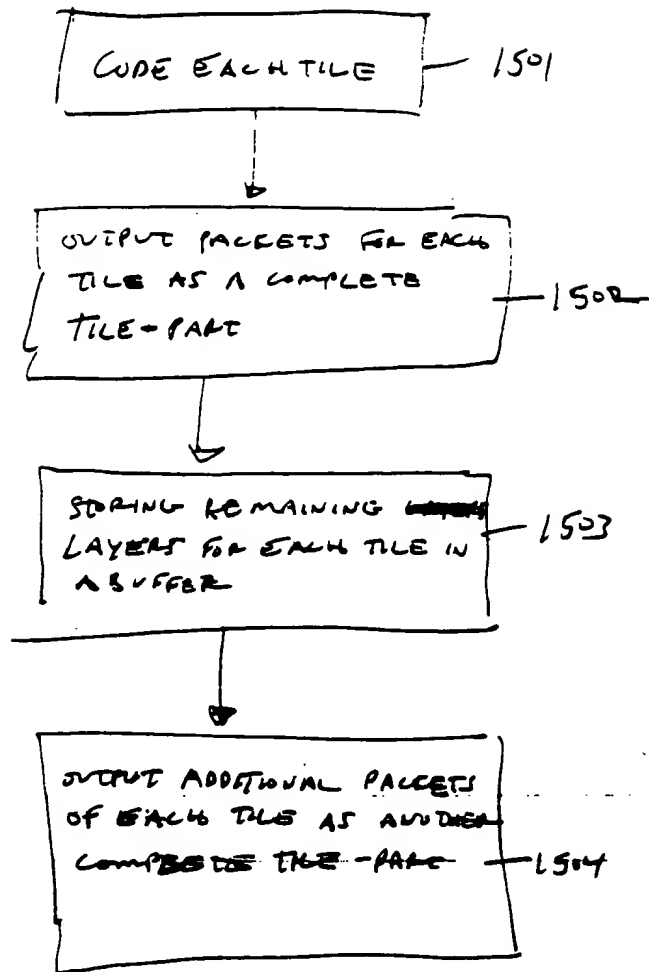 CODE EACH TILE
1501
OUTPUT PACKETS FOR EACH
TILE AS A COMPLETE
TILE-PART
1502
STORING REMAINING
LAYERS FOR EACH TILE IN
A BUFFER
1503
OUTPUT ADDITIONAL PACKETS
OF EACH TILE AS ANOTHER
COMPLETE TILE-PART
1504